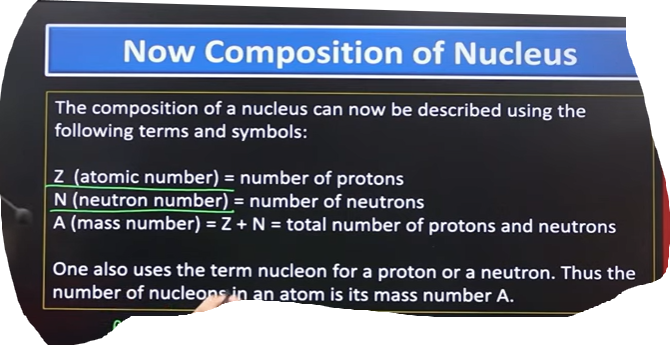 Now Composition of Nucleus
The composition of a nucleus can now be described using the
following terms and symbols:
Z (atomic number) = number of protons
N (neutron number) = number of neutrons
A (mass number) = Z + N = total number of protons and neutrons
One also uses the term nucleon for a proton or a neutron. Thus the
number of nucleons in an atom is its mass number A.